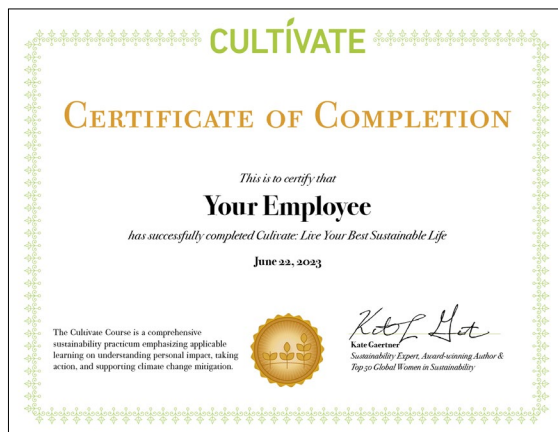 CULTÍVATE
CERTIFICATE OF COMPLETION
This is to certify that
Your Employee
has successfully completed Culivate: Live Your Best Sustainable Life
June 22, 2023
The Cultivate Course is a comprehensive
sustainability practicum emphasizing applicable
learning on understanding personal impact, taking
action, and supporting climate change mitigation.
Kate Gaertner
Sustainability Expert, Award-winning Author &
Top 50 Global Women in Sustainability